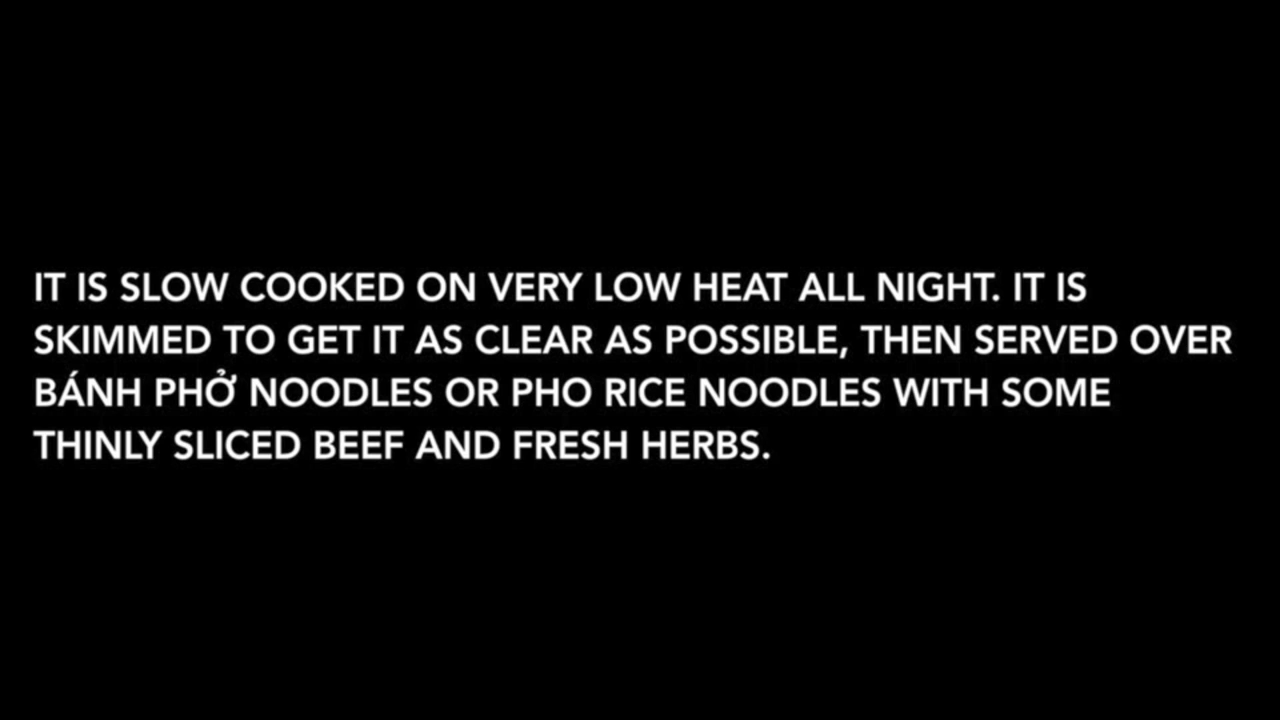 IT IS SLOW COOKED ON VERY LOW HEAT ALL NIGHT. IT IS
SKIMMED TO GET IT AS CLEAR AS POSSIBLE, THEN SERVED OVER
BÁNH PHỞ NOODLES OR PHO RICE NOODLES WITH SOME
THINLY SLICED BEEF AND FRESH HERBS.